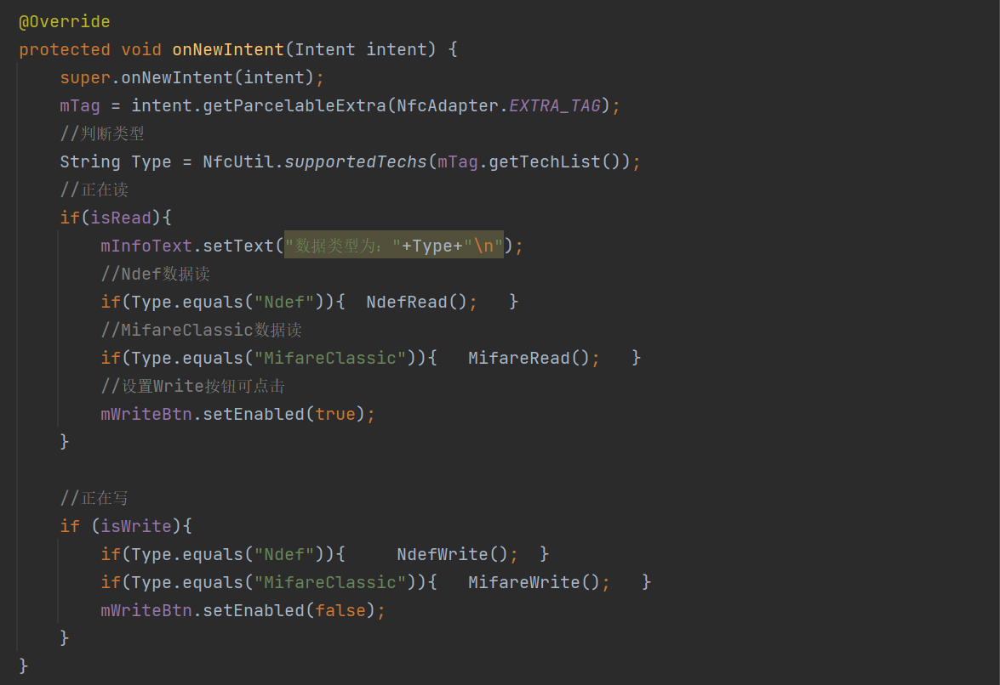 @Override
protected void onNewIntent(Intent intent) {
    super.onNewIntent(intent);
    mTag = intent.getParcelableExtra(NfcAdapter.EXTRA_TAG);
    //判断类型
    String Type = NfcUtil.supportedTechs(mTag.getTechList());
    //正在读
    if(isRead){
        mInfoText.setText("数据类型为："+Type+"\n");
        //Ndef数据读
        if(Type.equals("Ndef")){  NdefRead();   }
        //MifareClassic数据读
        if(Type.equals("MifareClassic")){   MifareRead();   }
        //设置Write按钮可点击
        mWriteBtn.setEnabled(true);
    }

    //正在写
    if (isWrite){
        if(Type.equals("Ndef")){     NdefWrite();  }
        if(Type.equals("MifareClassic")){   MifareWrite();   }
        mWriteBtn.setEnabled(false);
    }
}